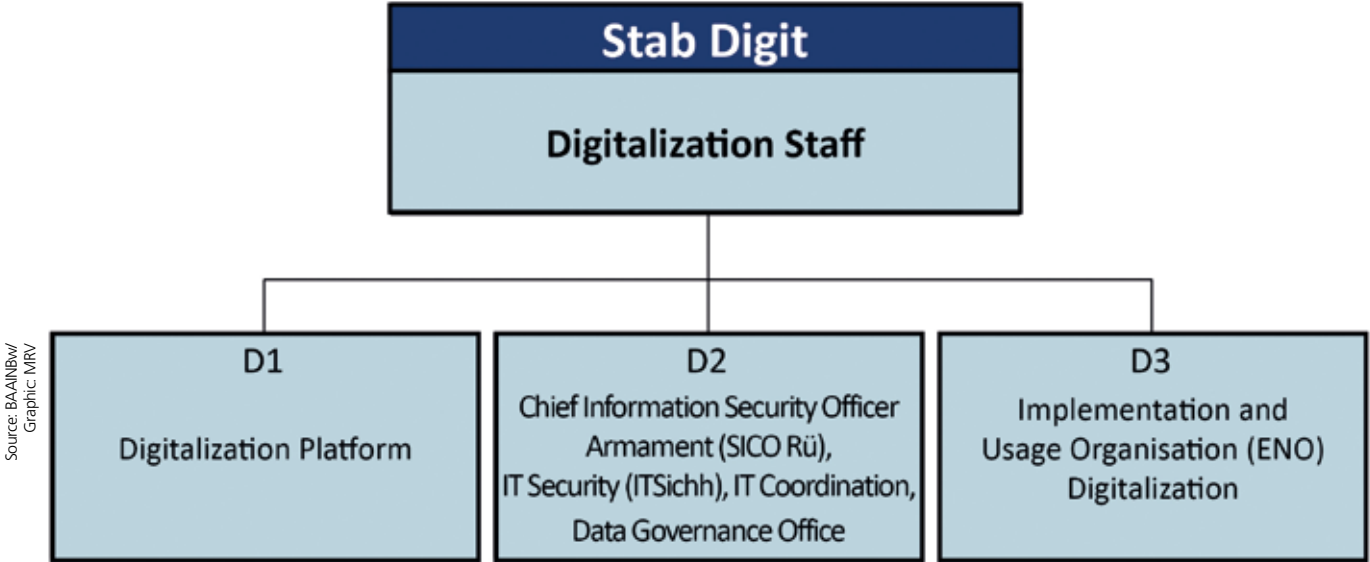 Stab Digit
Digitalization Staff
D1
Digitalization Platform
D2
Chief Information Security Officer
Armament (SICO Rü),
IT Security (ITSichh), IT Coordination,
Data Governance Office
D3
Implementation and
Usage Organisation (ENO)
Digitalization
Source: BAAINBw/
Graphic: MRV